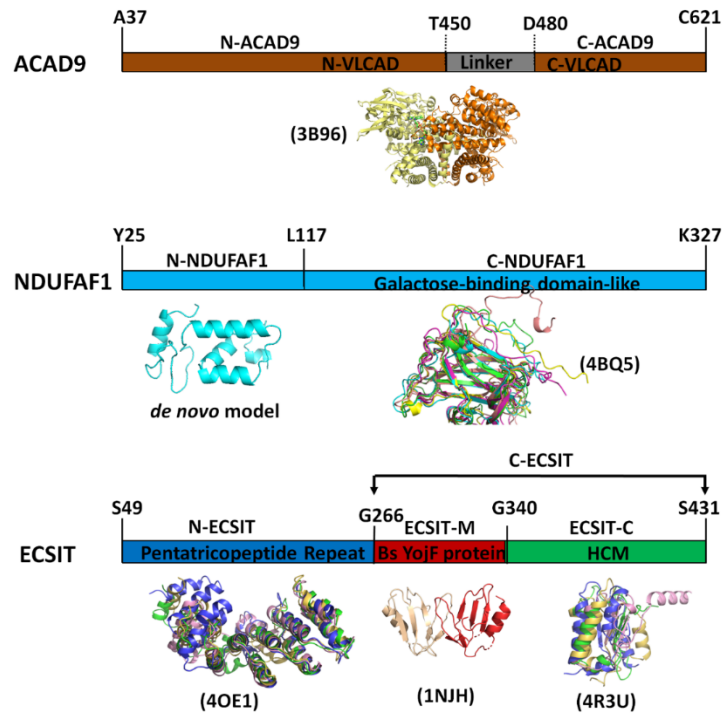 A37 T450 D480 C621
N-ACAD9 C-ACAD9
ACAD9 N-VLCAD Linker C-VLCAD
(3B96)
Y25 L117 K327
N-NDUFAF1 C-NDUFAF1
NDUFAF1 Galactose-binding domain-like
(4BQ5)
de novo model
C-ECSIT
S49 G266 G340 S431
N-ECSIT ECSIT-M ECSIT-C
ECSIT Pentatricopeptide Repeat Bs YojF protein HCM
(4OE1) (1NJH) (4R3U)